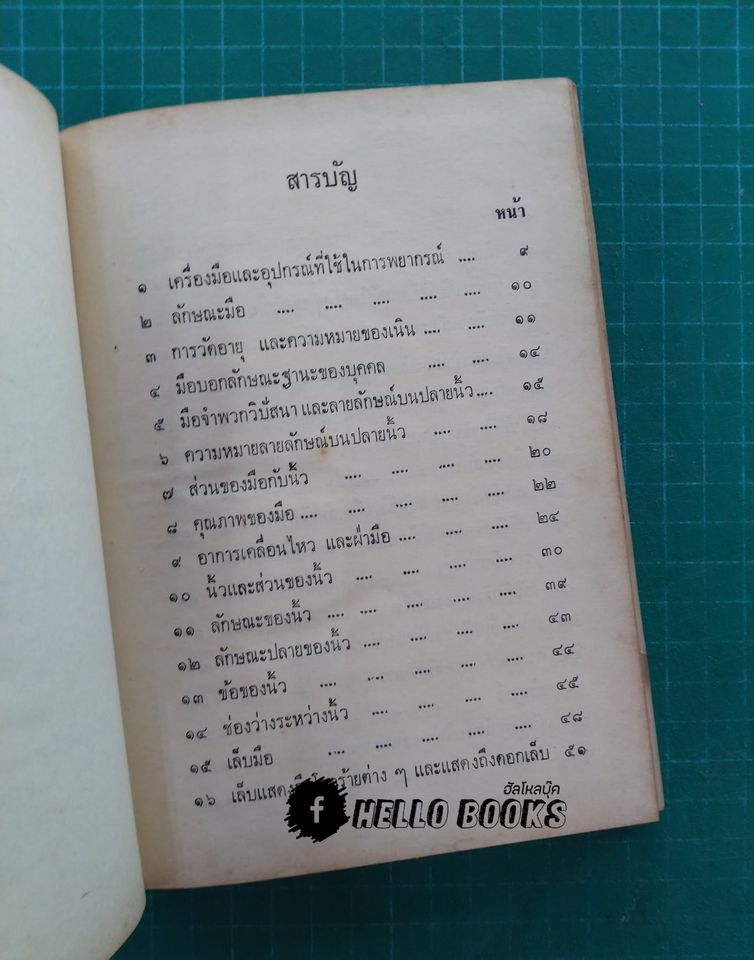 สารบัญ
หน้า
๑ เครื่องมือและอุปกรณ์ที่ใช้ในการพยากรณ์ .... ๙
๒ ลักษณะมือ .... .... .... .... .... ๑๐
๓ การวัดอายุ และความหมายของเนิน .... .... ๑๑
๔ มือบอกลักษณะฐานะของบุคคล .... .... ๑๔
๕ มือจำพวกวิปัสนา และลายลักษณ์บนปลายนิ้ว .... ๑๕
๖ ความหมายลายลักษณ์บนปลายนิ้ว .... .... ๑๘
๗ ส่วนของมือกับนิ้ว .... .... .... .... ๒๐
๘ คุณภาพของมือ .... .... .... .... .... ๒๒
๙ อาการเคลื่อนไหว และฝ่ามือ .... .... .... ๒๔
๑๐ นิ้วและส่วนของนิ้ว .... .... .... .... ๓๐
๑๑ ลักษณะของนิ้ว .... .... .... .... .... ๓๙
๑๒ ลักษณะปลายของนิ้ว .... .... .... .... ๔๓
๑๓ ข้อของนิ้ว .... .... .... .... .... ๔๔
๑๔ ช่องว่างระหว่างนิ้ว .... .... .... .... ๔๕
๑๕ เล็บมือ .... .... .... .... .... ๔๘
๑๖ เล็บแสดง ร้ายต่าง ๆ และแสดงถึงดอกเล็บ ๕๑
ฮัลโหลบุ๊ค
f HELLO BOOKS